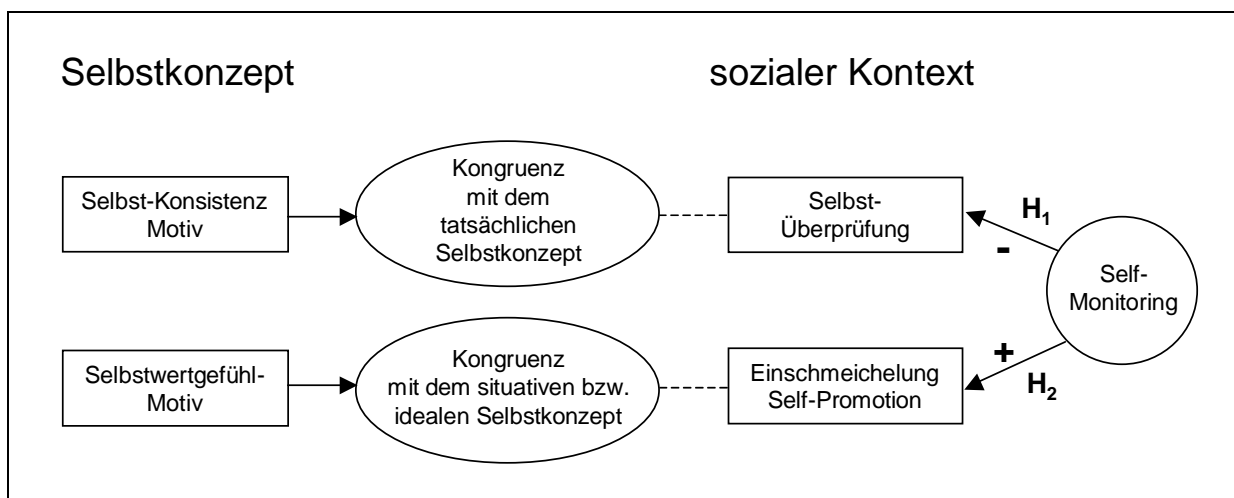 Selbstkonzept
sozialer Kontext
Selbst-Konsistenz
Motiv
Kongruenz
mit dem
tatsächlichen
Selbstkonzept
Selbst-
Überprüfung
H1
-
Self-
Monitoring
Selbstwertgefühl-
Motiv
Kongruenz
mit dem situativen bzw.
idealen Selbstkonzept
Einschmeichelung
Self-Promotion
+
H2